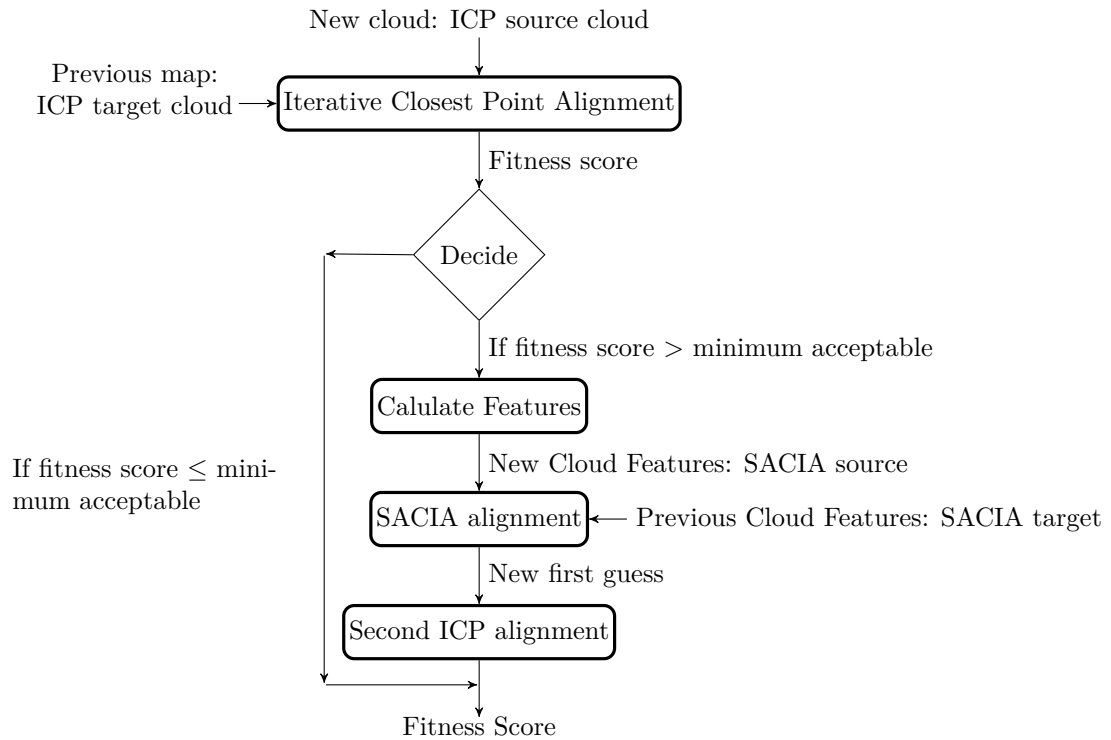 New cloud: ICP source cloud
Previous map:
ICP target cloud
Iterative Closest Point Alignment
Fitness score
Decide
If fitness score > minimum acceptable
Calulate Features
If fitness score ≤ mini-
mum acceptable
New Cloud Features: SACIA source
SACIA alignment
Previous Cloud Features: SACIA target
New first guess
Second ICP alignment
Fitness Score